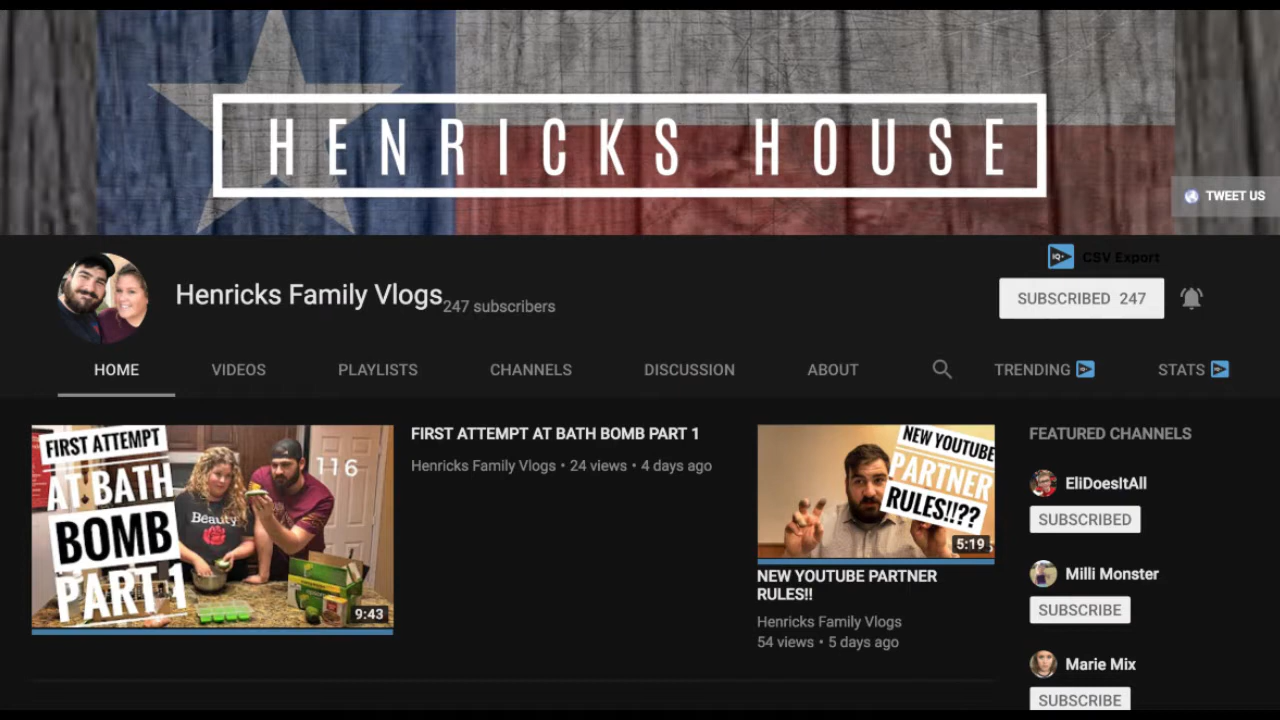 HENRICKS HOUSE
TWEET US
IQ+ CSV Export
Henricks Family Vlogs 247 subscribers
SUBSCRIBED 247
HOME VIDEOS PLAYLISTS CHANNELS DISCUSSION ABOUT TRENDING STATS
FIRST ATTEMPT
AT BATH
BOMB
PART 1
116
Beauty
9:43
FIRST ATTEMPT AT BATH BOMB PART 1
Henricks Family Vlogs • 24 views • 4 days ago
NEW YOUTUBE
PARTNER
RULES!!??
5:19
NEW YOUTUBE PARTNER
RULES!!
Henricks Family Vlogs
54 views • 5 days ago
FEATURED CHANNELS
EliDoesItAll
SUBSCRIBED
Milli Monster
SUBSCRIBE
Marie Mix
SUBSCRIBE